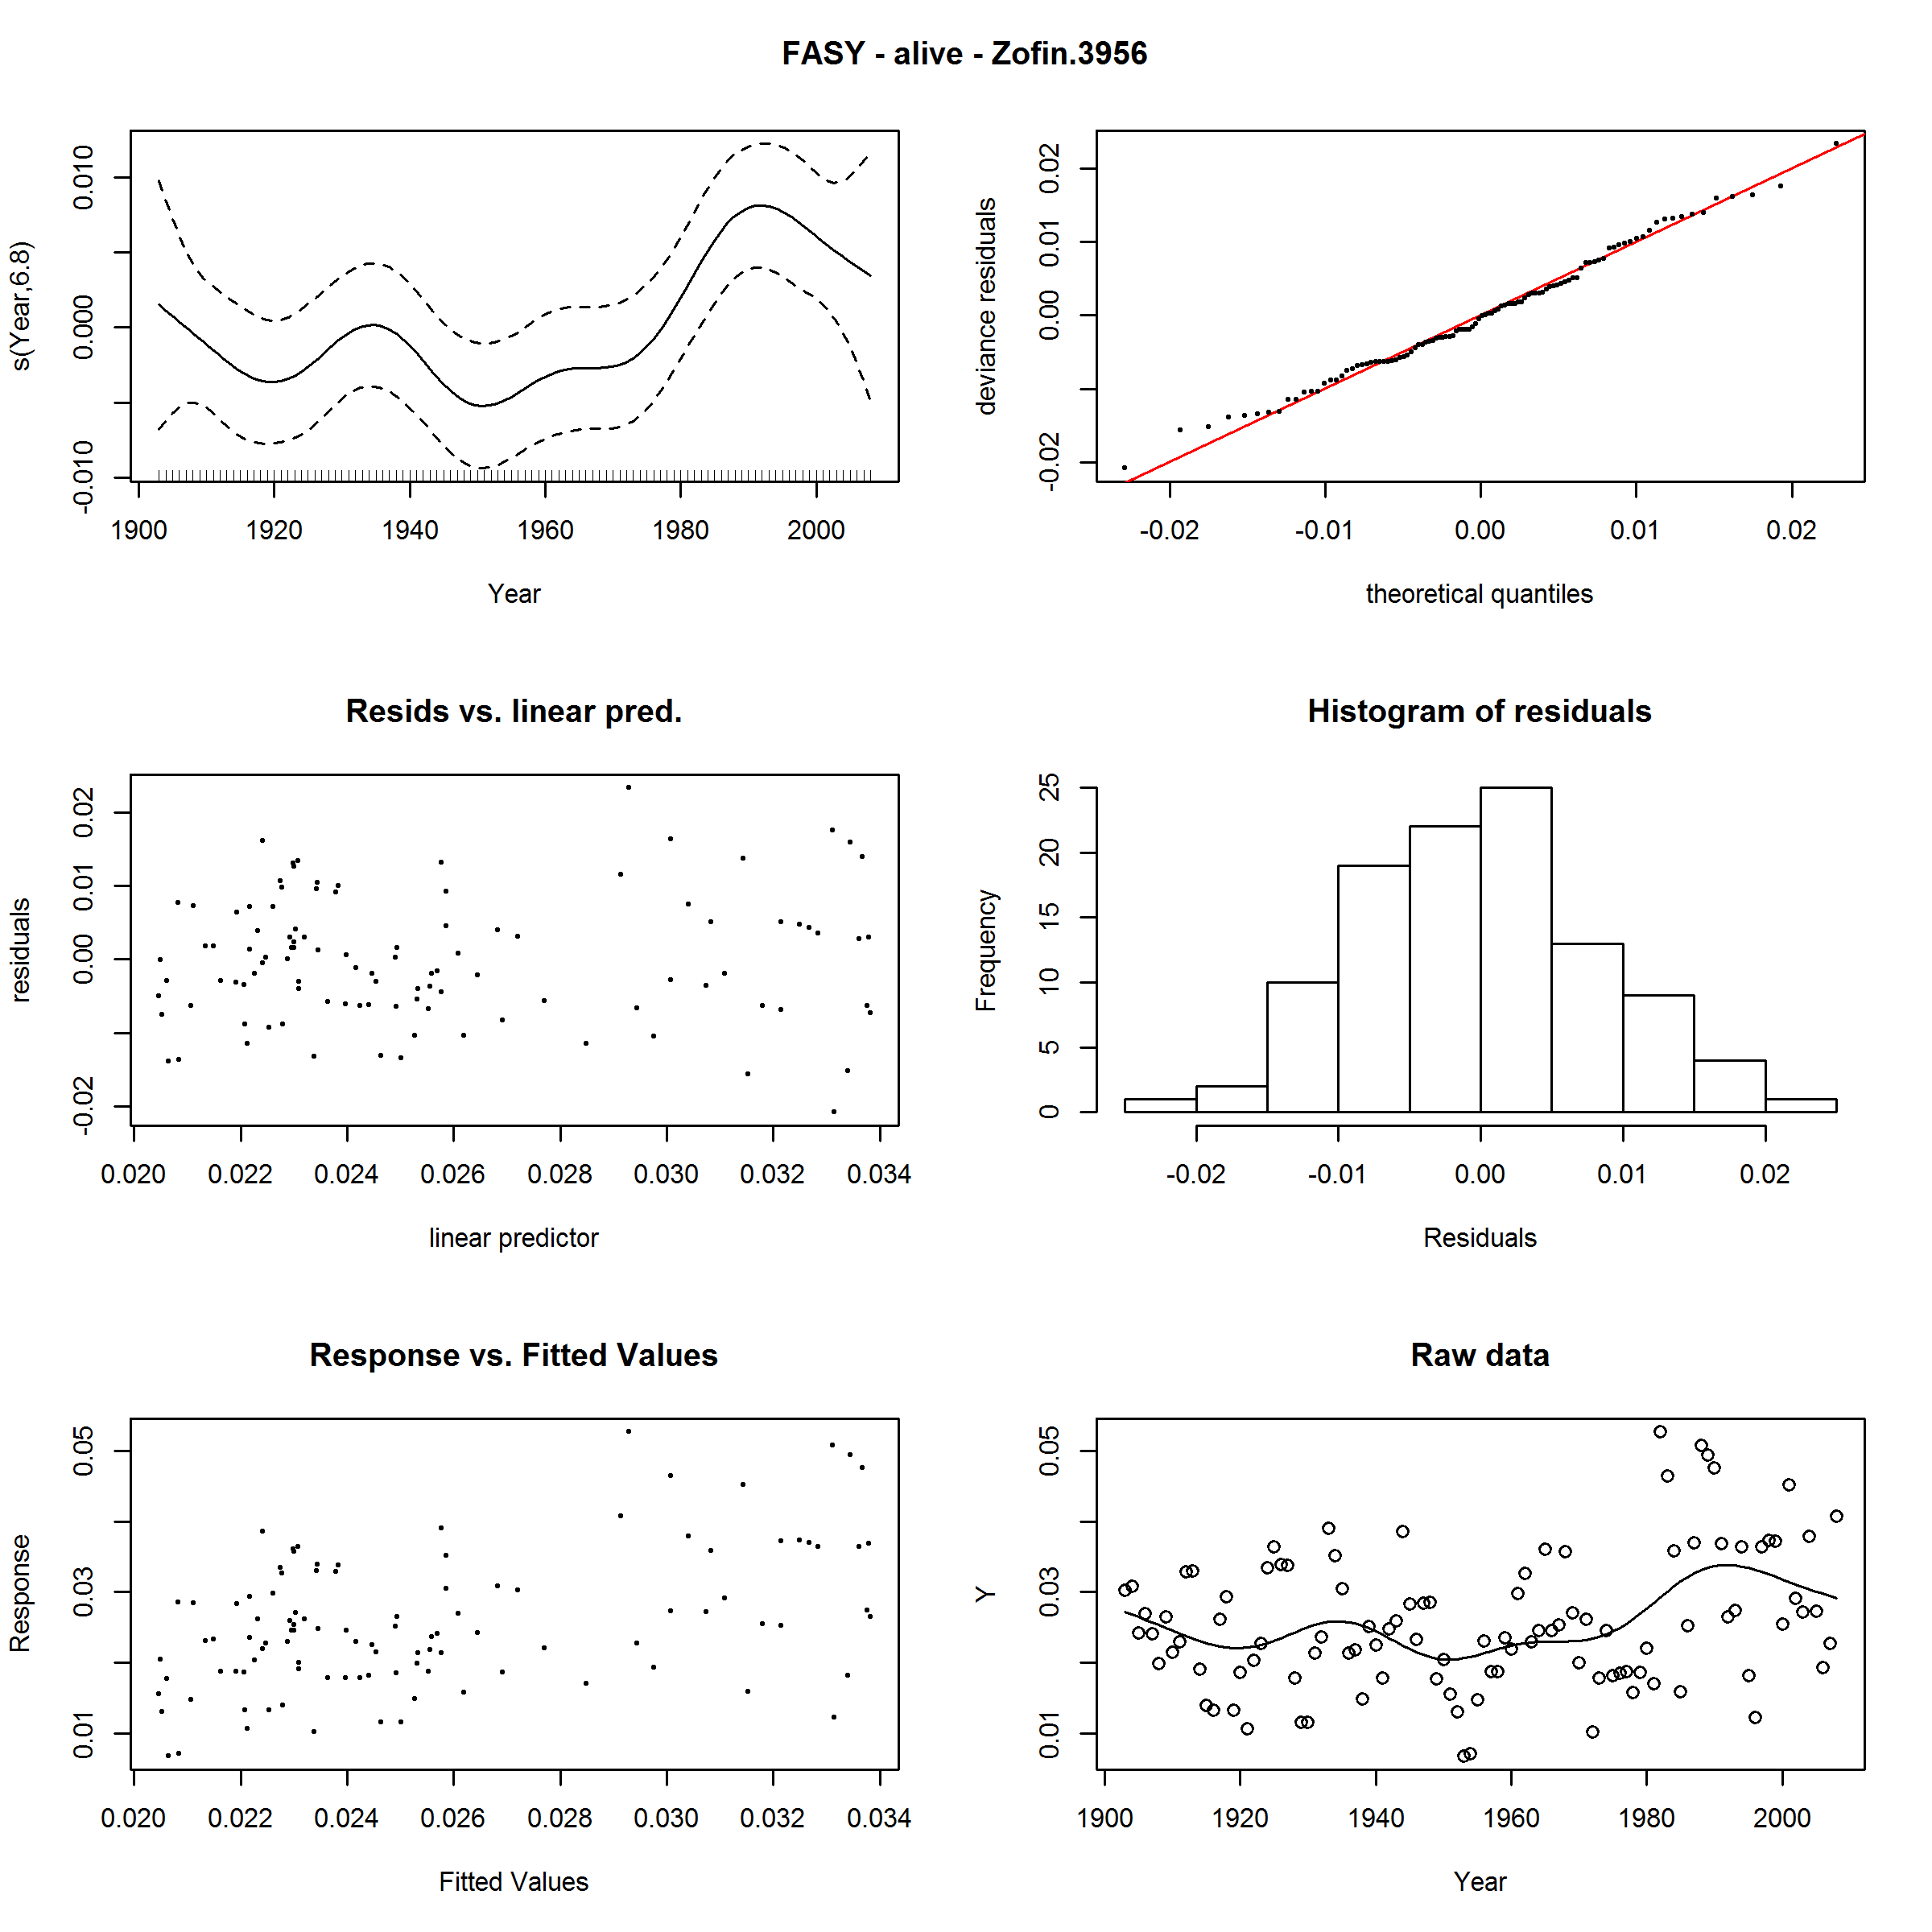 FASY - alive - Zofin.3956
s(Year,6.8)
-0.010 0.000 0.010
1900 1920 1940 1960 1980 2000
Year
deviance residuals
-0.02 0.00 0.01 0.02
-0.02 -0.01 0.00 0.01 0.02
theoretical quantiles
Resids vs. linear pred.
residuals
-0.02 0.00 0.01 0.02
0.020 0.022 0.024 0.026 0.028 0.030 0.032 0.034
linear predictor
Histogram of residuals
Frequency
0 5 10 15 20 25
-0.02 -0.01 0.00 0.01 0.02
Residuals
Response vs. Fitted Values
Response
0.01 0.03 0.05
0.020 0.022 0.024 0.026 0.028 0.030 0.032 0.034
Fitted Values
Raw data
Y
0.01 0.03 0.05
1900 1920 1940 1960 1980 2000
Year